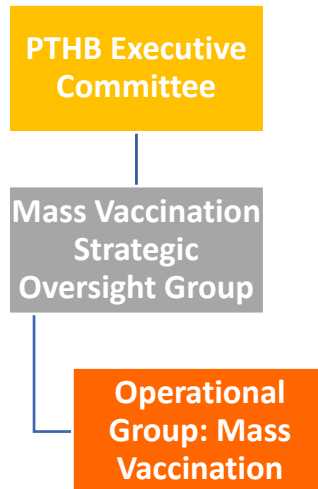 PTHB Executive
Committee
Mass Vaccination
Strategic
Oversight Group
Operational
Group: Mass
Vaccination